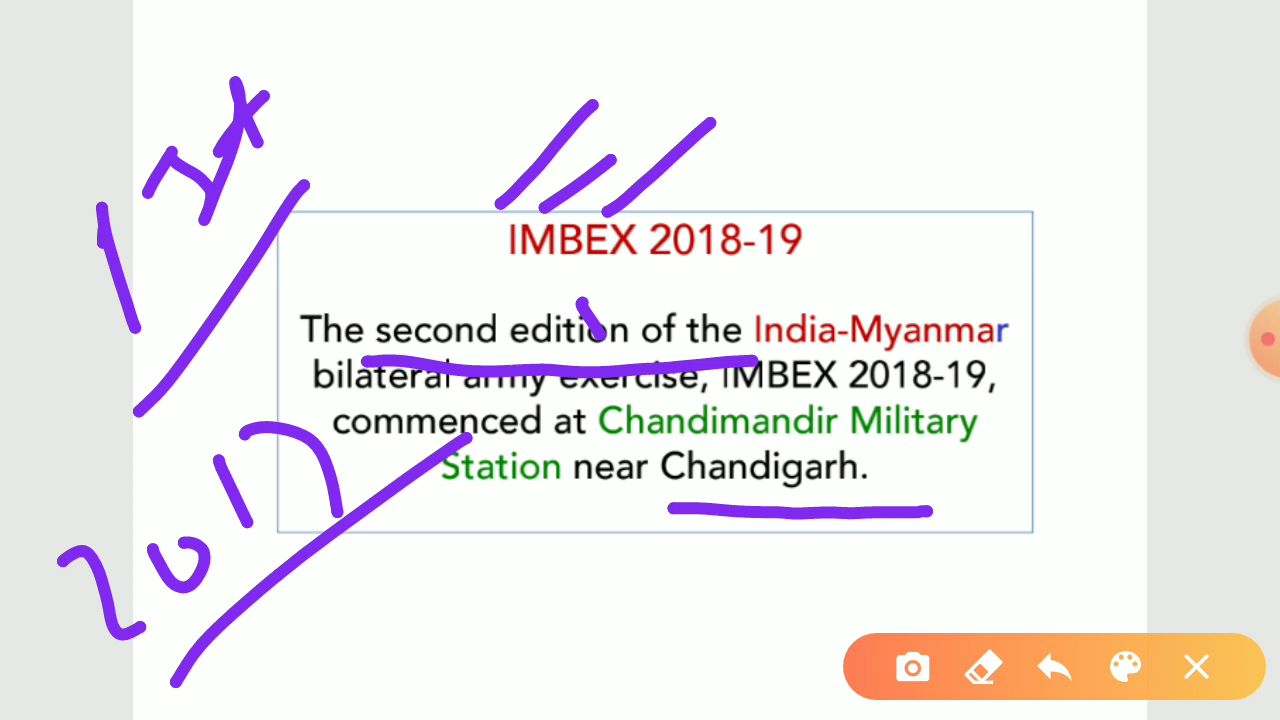 IMBEX 2018-19
The second edition of the India-Myanmar
bilateral army exercise, IMBEX 2018-19,
commenced at Chandimandir Military
Station near Chandigarh.
2017